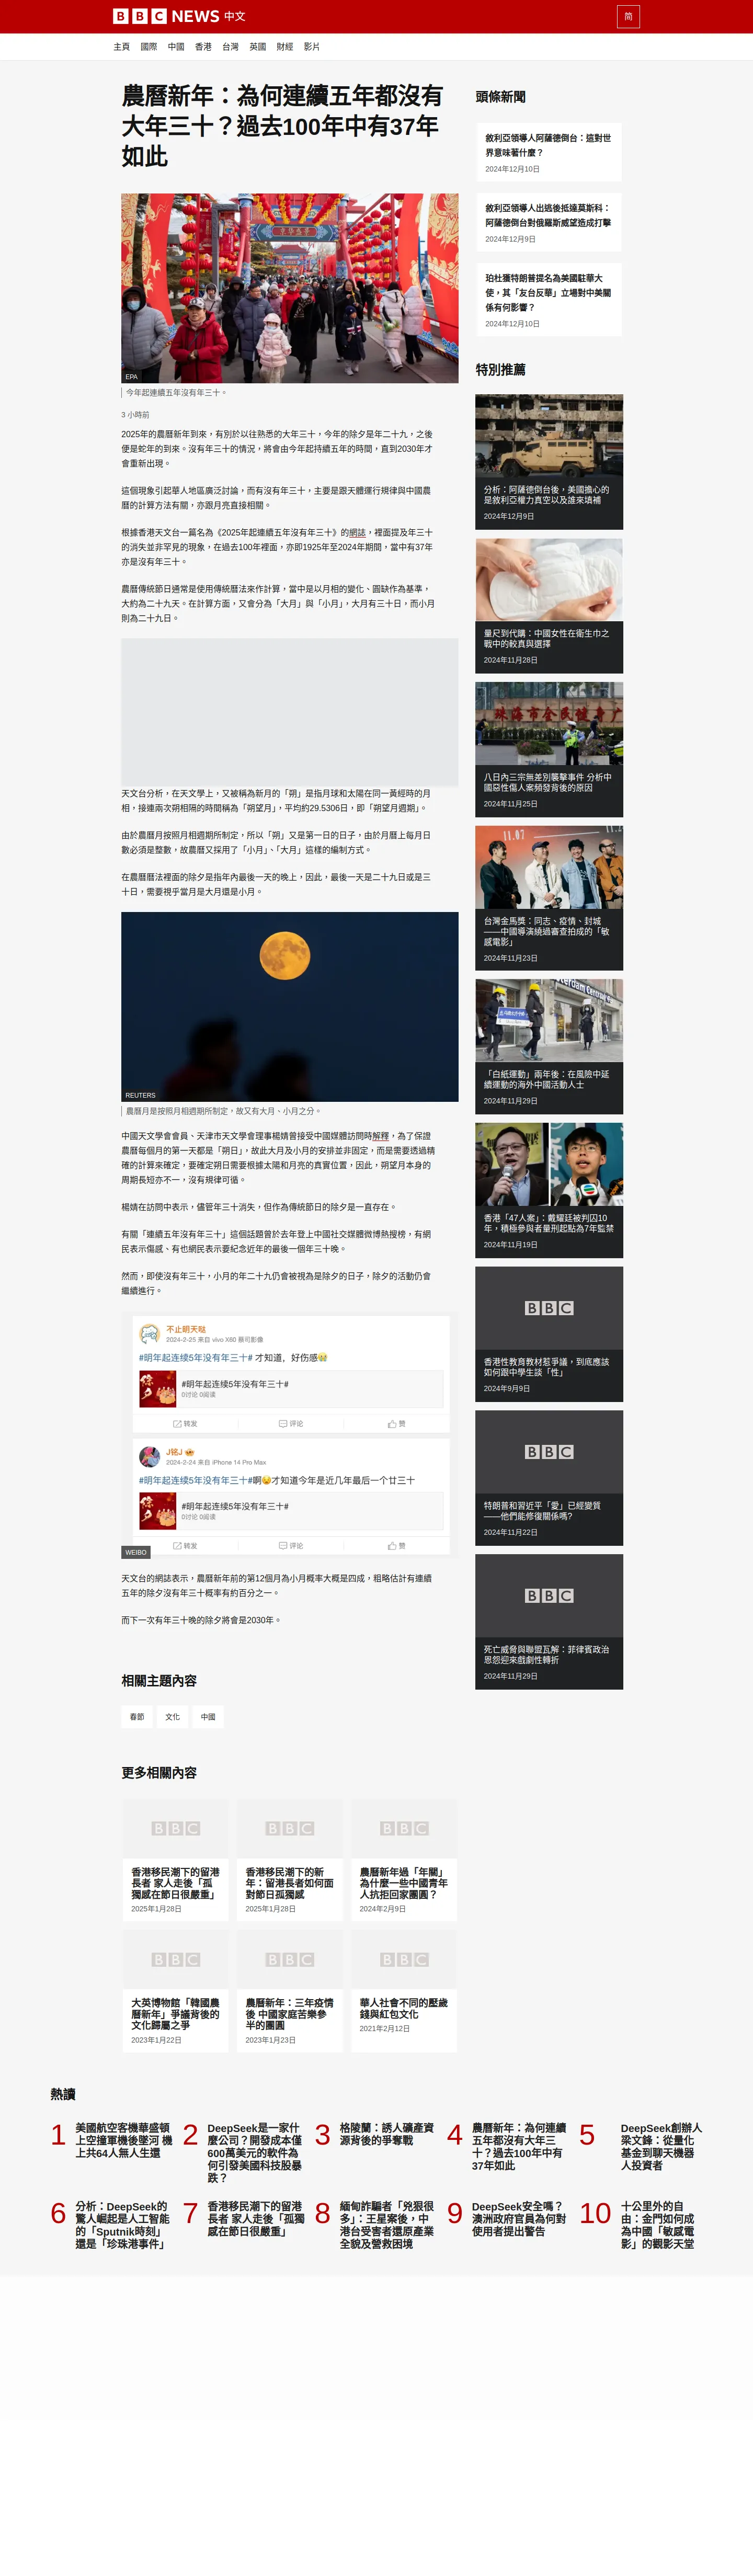 BBC NEWS 中文
简
主頁 國際 中國 香港 台灣 英國 財經 影片
農曆新年：為何連續五年都沒有
大年三十？過去100年中有37年
如此
EPA
今年起連續五年沒有年三十。
3 小時前
2025年的農曆新年到來，有別於以往熟悉的大年三十，今年的除夕是年二十九，之後
便是蛇年的到來。沒有年三十的情況，將會由今年起持續五年的時間，直到2030年才
會重新出現。
這個現象引起華人地區廣泛討論，而有沒有年三十，主要是跟天體運行規律與中國農
曆的計算方法有關，亦跟月亮直接相關。
根據香港天文台一篇名為《2025年起連續五年沒有年三十》的網誌，裡面提及年三十
的消失並非罕見的現象，在過去100年裡面，亦即1925年至2024年期間，當中有37年
亦是沒有年三十。
農曆傳統節日通常是使用傳統曆法來作計算，當中是以月相的變化、圓缺作為基準，
大約為二十九天。在計算方面，又會分為「大月」與「小月」，大月有三十日，而小月
則為二十九日。
天文台分析，在天文學上，又被稱為新月的「朔」是指月球和太陽在同一黃經時的月
相，接連兩次朔相隔的時間稱為「朔望月」，平均約29.5306日，即「朔望月週期」。
由於農曆月按照月相週期所制定，所以「朔」又是第一日的日子，由於月曆上每月日
數必須是整數，故農曆又採用了「小月」、「大月」這樣的編制方式。
在農曆曆法裡面的除夕是指年內最後一天的晚上，因此，最後一天是二十九日或是三
十日，需要視乎當月是大月還是小月。
REUTERS
農曆月是按照月相週期所制定，故又有大月、小月之分。
中國天文學會會員、天津市天文學會理事楊婧曾接受中國媒體訪問時解釋，為了保證
農曆每個月的第一天都是「朔日」，故此大月及小月的安排並非固定，而是需要透過精
確的計算來確定，要確定朔日需要根據太陽和月亮的真實位置，因此，朔望月本身的
周期長短亦不一，沒有規律可循。
楊婧在訪問中表示，儘管年三十消失，但作為傳統節日的除夕是一直存在。
有關「連續五年沒有年三十」這個話題曾於去年登上中國社交媒體微博熱搜榜，有網
民表示傷感、有也網民表示要紀念近年的最後一個年三十晚。
然而，即使沒有年三十，小月的年二十九仍會被視為是除夕的日子，除夕的活動仍會
繼續進行。
不止明天哒
2024-2-25 来自 vivo X60 蔡司影像
#明年起连续5年没有年三十# 才知道，好伤感
#明年起连续5年没有年三十#
0讨论 0阅读
转发 评论 赞
J铭J
2024-2-24 来自 iPhone 14 Pro Max
#明年起连续5年没有年三十#啊才知道今年是近几年最后一个廿三十
#明年起连续5年没有年三十#
0讨论 0阅读
转发 评论 赞
WEIBO
天文台的網誌表示，農曆新年前的第12個月為小月概率大概是四成，粗略估計有連續
五年的除夕沒有年三十概率有約百分之一。
而下一次有年三十晚的除夕將會是2030年。
相關主題內容
春節 文化 中國
更多相關內容
BBC BBC BBC
香港移民潮下的留港
長者 家人走後「孤
獨感在節日很嚴重」
2025年1月28日
香港移民潮下的新
年：留港長者如何面
對節日孤獨感
2025年1月28日
農曆新年過「年關」
為什麼一些中國青年
人抗拒回家團圓？
2024年2月9日
BBC BBC BBC
大英博物館「韓國農
曆新年」爭議背後的
文化歸屬之爭
2023年1月22日
農曆新年：三年疫情
後 中國家庭苦樂參
半的團圓
2023年1月23日
華人社會不同的壓歲
錢與紅包文化
2021年2月12日
頭條新聞
敘利亞領導人阿薩德倒台：這對世
界意味著什麼？
2024年12月10日
敘利亞領導人出逃後抵達莫斯科：
阿薩德倒台對俄羅斯威望造成打擊
2024年12月9日
珀杜獲特朗普提名為美國駐華大
使，其「友台反華」立場對中美關
係有何影響？
2024年12月10日
特別推薦
分析：阿薩德倒台後，美國擔心的
是敘利亞權力真空以及誰來填補
2024年12月9日
量尺到代購：中國女性在衛生巾之
戰中的較真與選擇
2024年11月28日
珠海市全民健身广
八日內三宗無差別襲擊事件 分析中
國惡性傷人案頻發背後的原因
2024年11月25日
11.07
台灣金馬獎：同志、疫情、封城
——中國導演繞過審查拍成的「敏
感電影」
2024年11月23日
「白紙運動」兩年後：在風險中延
續運動的海外中國活動人士
2024年11月29日
香港「47人案」：戴耀廷被判囚10
年，積極參與者量刑起點為7年監禁
2024年11月19日
BBC
香港性教育教材惹爭議，到底應該
如何跟中學生談「性」
2024年9月9日
BBC
特朗普和習近平「愛」已經變質
——他們能修復關係嗎?
2024年11月22日
BBC
死亡威脅與聯盟瓦解：菲律賓政治
恩怨迎來戲劇性轉折
2024年11月29日
熱讀
1 美國航空客機華盛頓
上空撞軍機後墜河 機
上共64人無人生還
2 DeepSeek是一家什
麼公司？開發成本僅
600萬美元的軟件為
何引發美國科技股暴
跌？
3 格陵蘭：誘人礦產資
源背後的爭奪戰
4 農曆新年：為何連續
五年都沒有大年三
十？過去100年中有
37年如此
5 DeepSeek創辦人
梁文鋒：從量化
基金到聊天機器
人投資者
6 分析：DeepSeek的
驚人崛起是人工智能
的「Sputnik時刻」
還是「珍珠港事件」
7 香港移民潮下的留港
長者 家人走後「孤獨
感在節日很嚴重」
8 緬甸詐騙者「兇狠很
多」：王星案後，中
港台受害者還原產業
全貌及營救困境
9 DeepSeek安全嗎？
澳洲政府官員為何對
使用者提出警告
10 十公里外的自
由：金門如何成
為中國「敏感電
影」的觀影天堂